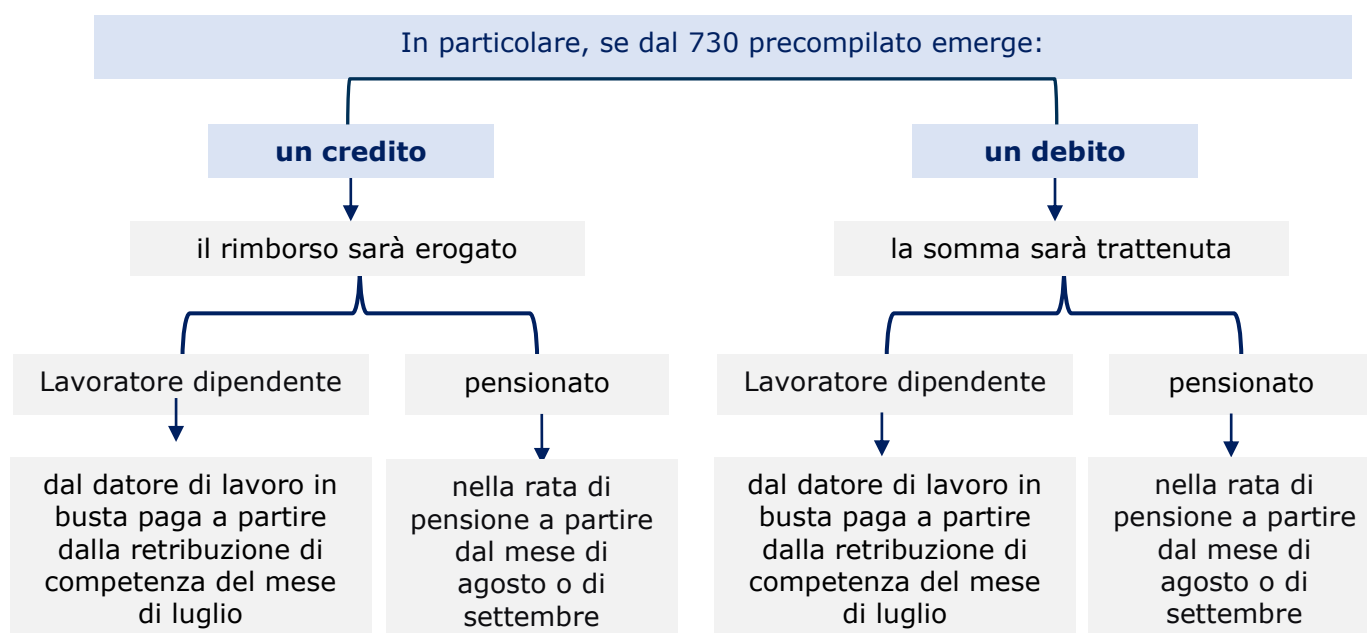 In particolare, se dal 730 precompilato emerge:
un credito
un debito
il rimborso sarà erogato
la somma sarà trattenuta
Lavoratore dipendente
pensionato
Lavoratore dipendente
pensionato
dal datore di lavoro in
busta paga a partire
dalla retribuzione di
competenza del mese
di luglio
nella rata di
pensione a partire
dal mese di
agosto o di
settembre
dal datore di lavoro in
busta paga a partire
dalla retribuzione di
competenza del mese
di luglio
nella rata di
pensione a partire
dal mese di
agosto o di
settembre